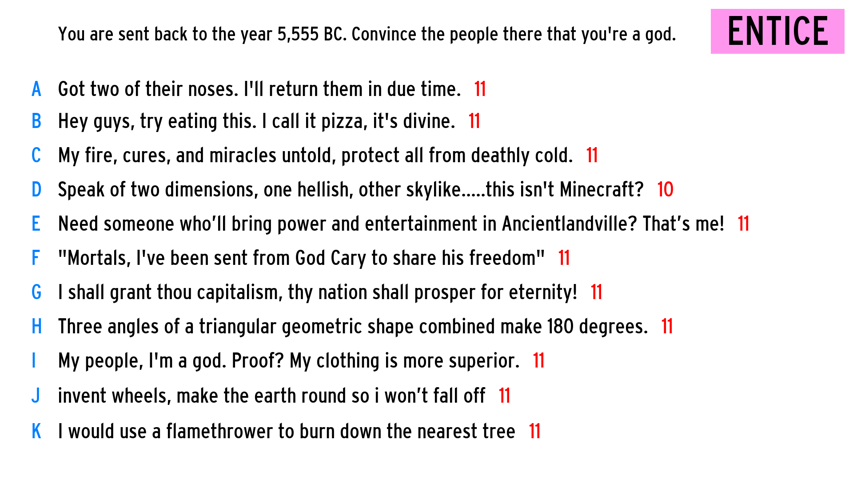 You are sent back to the year 5,555 BC. Convince the people there that you're a god.
ENTICE
A Got two of their noses. I'll return them in due time. 11
B Hey guys, try eating this. I call it pizza, it's divine. 11
C My fire, cures, and miracles untold, protect all from deathly cold. 11
D Speak of two dimensions, one hellish, other skylike.....this isn't Minecraft? 10
E Need someone who’ll bring power and entertainment in Ancientlandville? That’s me! 11
F "Mortals, I've been sent from God Cary to share his freedom" 11
G I shall grant thou capitalism, thy nation shall prosper for eternity! 11
H Three angles of a triangular geometric shape combined make 180 degrees. 11
I My people, I'm a god. Proof? My clothing is more superior. 11
J invent wheels, make the earth round so i won’t fall off 11
K I would use a flamethrower to burn down the nearest tree 11